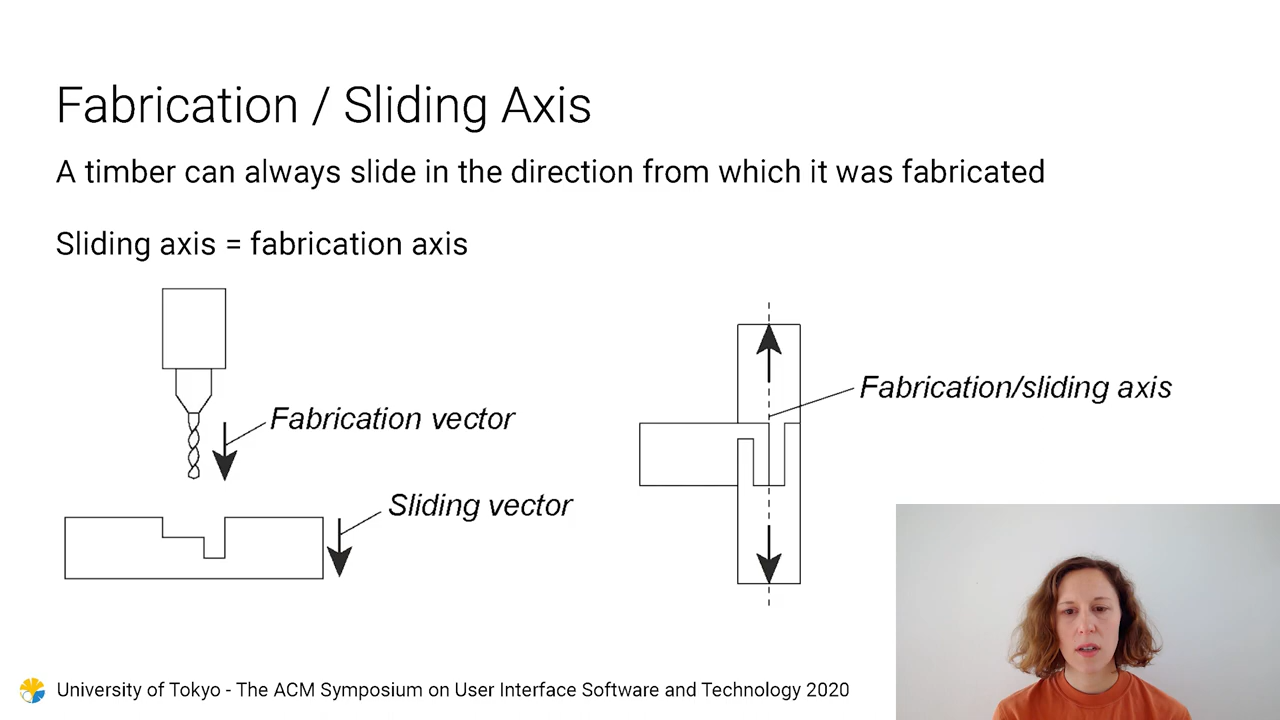 Fabrication / Sliding Axis
A timber can always slide in the direction from which it was fabricated
Sliding axis = fabrication axis
Fabrication vector
Sliding vector
Fabrication/sliding axis
University of Tokyo - The ACM Symposium on User Interface Software and Technology 2020